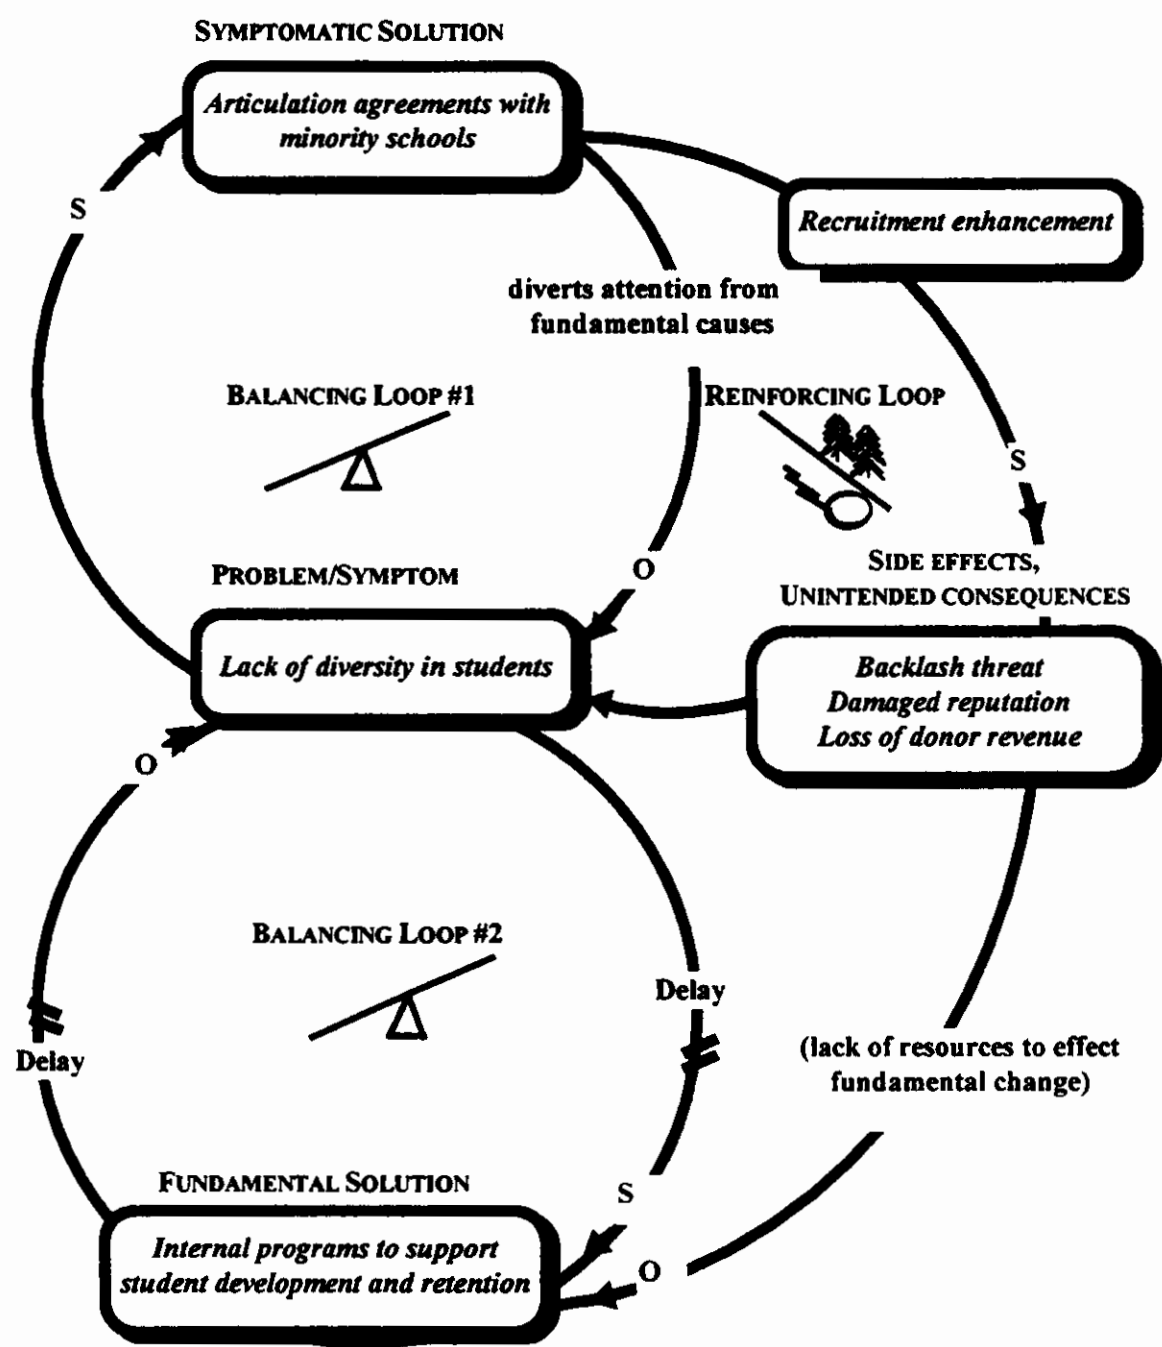 SYMPTOMATIC SOLUTION
Articulation agreements with
minority schools
S
Recruitment enhancement
diverts attention from
fundamental causes
BALANCING LOOP #1
REINFORCING LOOP
S
O
PROBLEM/SYMPTOM
SIDE EFFECTS,
UNINTENDED CONSEQUENCES
Lack of diversity in students
Backlash threat
Damaged reputation
Loss of donor revenue
O
BALANCING LOOP #2
Delay
Delay
(lack of resources to effect
fundamental change)
FUNDAMENTAL SOLUTION
S
Internal programs to support
student development and retention
O